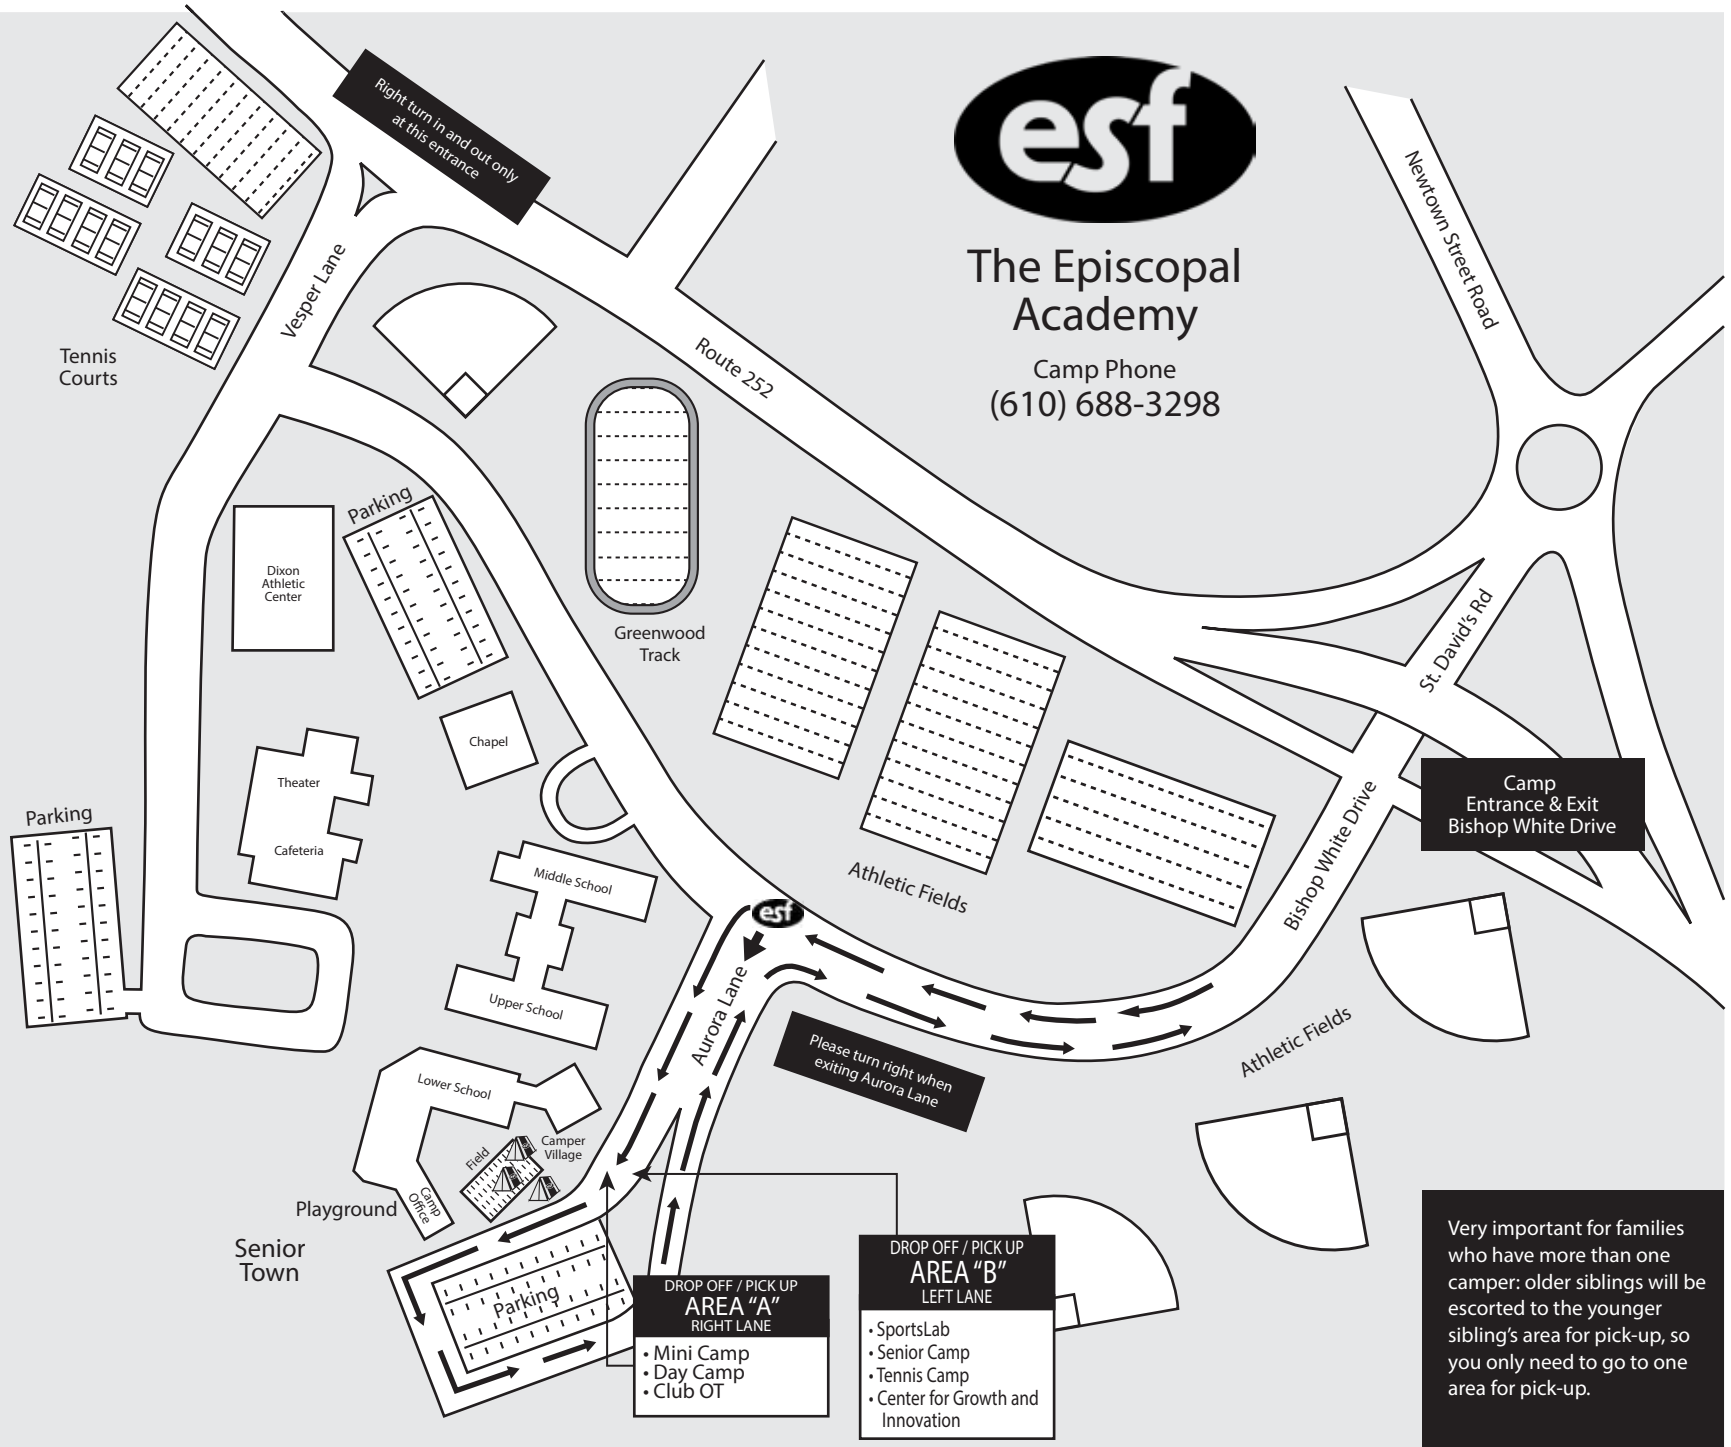 Right turn in and out only
at this entrance
esf
The Episcopal
Academy
Camp Phone
(610) 688-3298
Newtown Street Road
Vesper Lane
Tennis
Courts
Route 252
Parking
Dixon
Athletic
Center
Greenwood
Track
St. David's Rd
Chapel
Theater
Cafeteria
Parking
Camp
Entrance & Exit
Bishop White Drive
Bishop White Drive
Athletic Fields
Middle School
esf
Upper School
Aurora Lane
Athletic Fields
Please turn right when
exiting Aurora Lane
Lower School
Field
Camper
Village
Camp
Office
Playground
Senior
Town
Parking
DROP OFF / PICK UP
AREA “A”
RIGHT LANE
• Mini Camp
• Day Camp
• Club OT
DROP OFF / PICK UP
AREA “B”
LEFT LANE
• SportsLab
• Senior Camp
• Tennis Camp
• Center for Growth and
Innovation
Very important for families
who have more than one
camper: older siblings will be
escorted to the younger
sibling’s area for pick-up, so
you only need to go to one
area for pick-up.